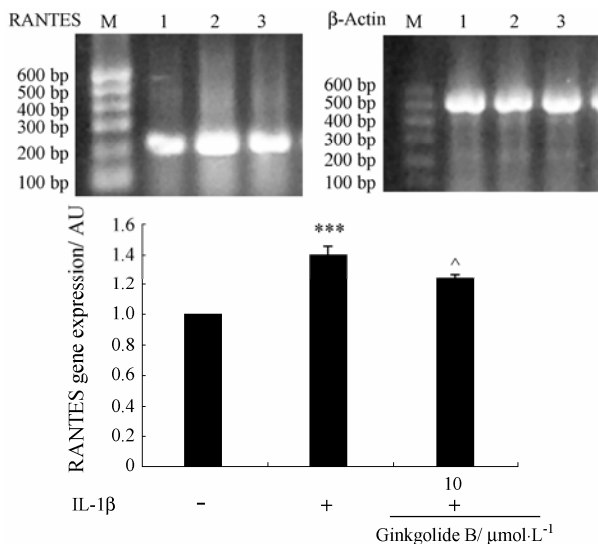 RANTES M 1 2 3
600 bp
500 bp
400 bp
300 bp
200 bp
100 bp
β-Actin M 1 2 3
600 bp
500 bp
400 bp
300 bp
200 bp
100 bp
RANTES gene expression/ AU
1.6
1.4
1.2
1.0
0.8
0.6
0.4
0.2
0
***
^
10
IL-1β − + +
Ginkgolide B/ μmol·L⁻¹